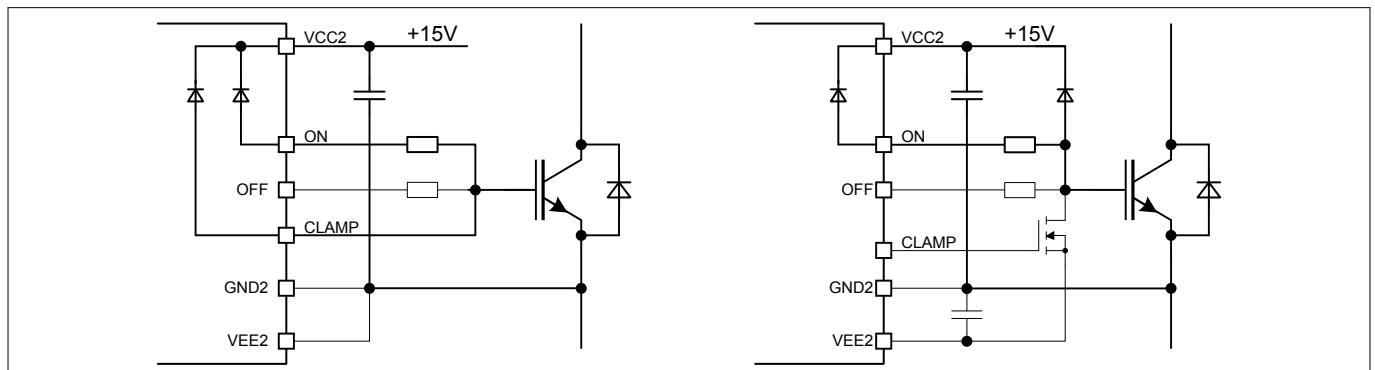 VCC2
+15V
ON
OFF
CLAMP
GND2
VEE2
VCC2
+15V
ON
OFF
CLAMP
GND2
VEE2